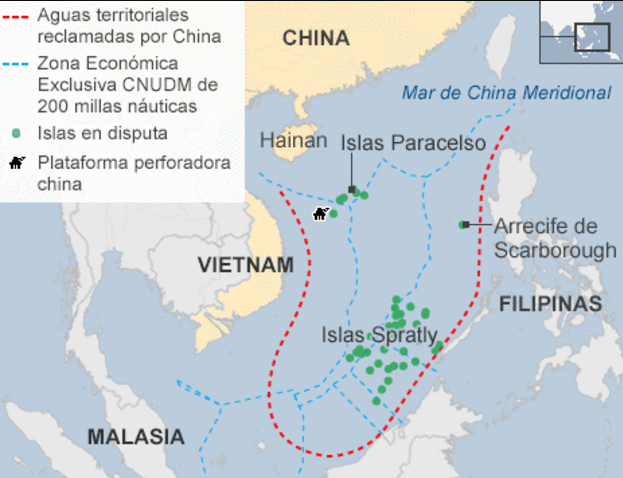 Aguas territoriales
reclamadas por China
Zona Económica
Exclusiva CNUDM de
200 millas náuticas
Islas en disputa
Plataforma perforadora
china
CHINA
Mar de China Meridional
Hainan
Islas Paracelso
Arrecife de
Scarborough
VIETNAM
FILIPINAS
Islas Spratly
MALASIA